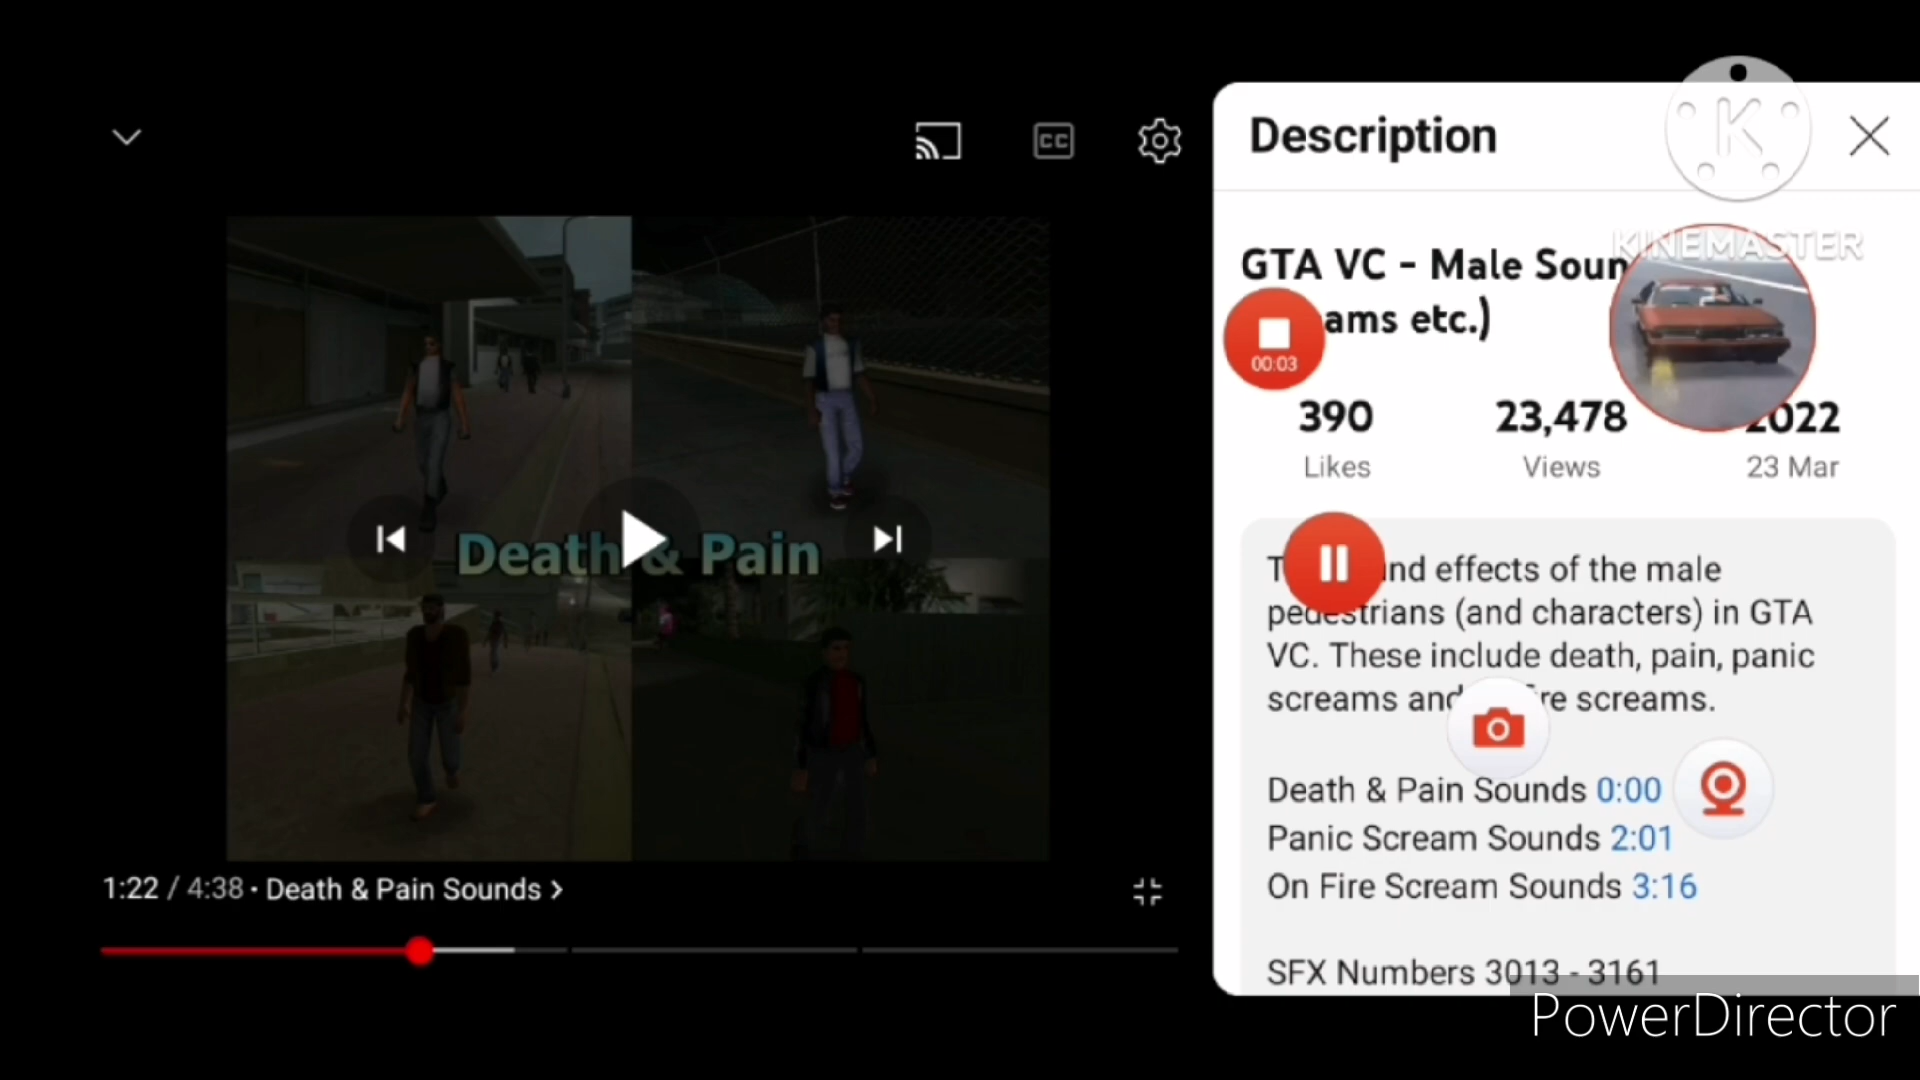 CC
Description
K
KINEMASTER
GTA VC - Male Soun
ams etc.)
00:03
390
23,478
2022
Likes
Views
23 Mar
Death & Pain
nd effects of the male
pedestrians (and characters) in GTA
VC. These include death, pain, panic
screams and re screams.
Death & Pain Sounds 0:00
Panic Scream Sounds 2:01
On Fire Scream Sounds 3:16
SFX Numbers 3013 - 3161
1:22 / 4:38 · Death & Pain Sounds >
PowerDirector